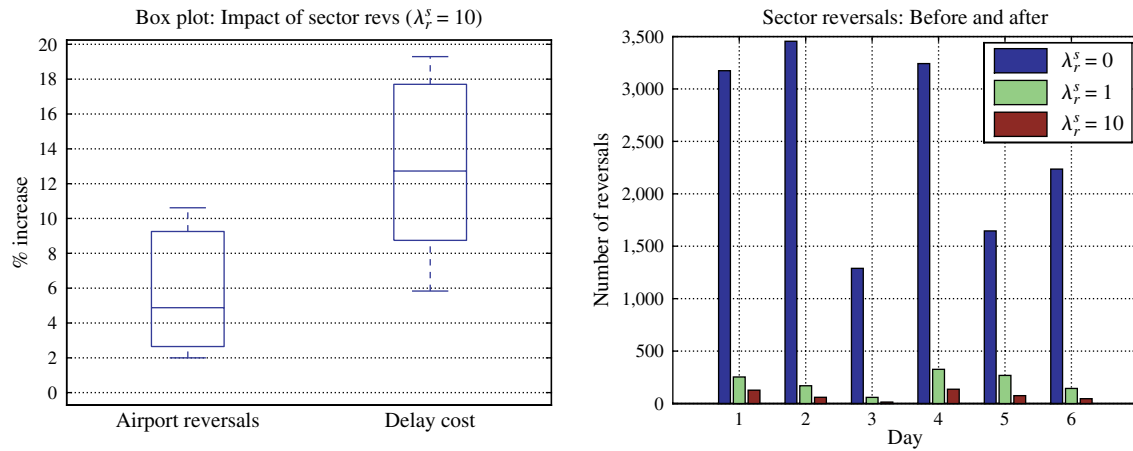 Box plot: Impact of sector revs (λ_r^s = 10)
20
18
16
14
12
10
8
6
4
2
0
% increase
Airport reversals
Delay cost
Sector reversals: Before and after
3,500
3,000
2,500
2,000
1,500
1,000
500
0
Number of reversals
λ_r^s = 0
λ_r^s = 1
λ_r^s = 10
1 2 3 4 5 6
Day